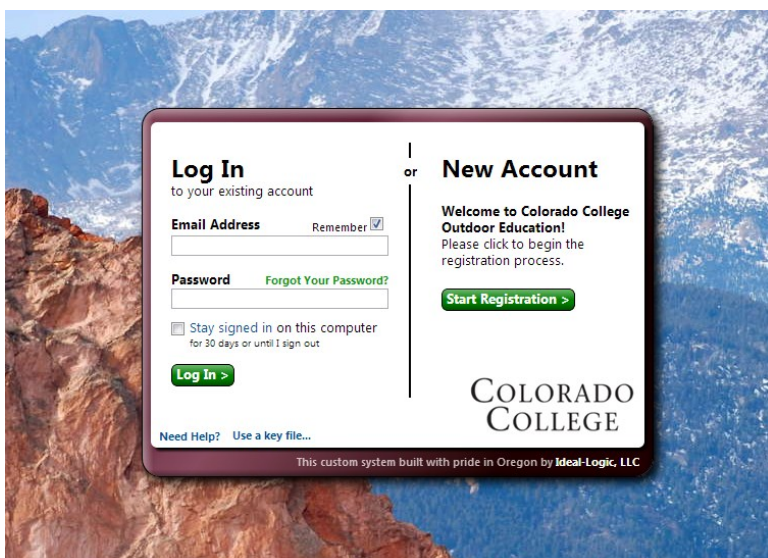 Log In
to your existing account
Email Address Remember
Password Forgot Your Password?
Stay signed in on this computer
for 30 days or until I sign out
Log In >
Need Help? Use a key file...
or
New Account
Welcome to Colorado College
Outdoor Education!
Please click to begin the
registration process.
Start Registration >
COLORADO
COLLEGE
This custom system built with pride in Oregon by Ideal-Logic, LLC